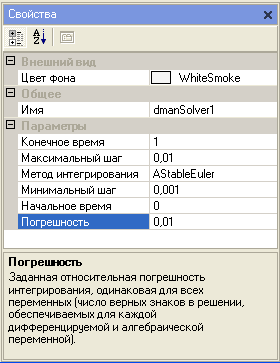 Свойства
Внешний вид
Цвет фона WhiteSmoke
Общее
Имя dmanSolver1
Параметры
Конечное время 1
Максимальный шаг 0,01
Метод интегрирования AStableEuler
Минимальный шаг 0,001
Начальное время 0
Погрешность 0,01
Погрешность
Заданная относительная погрешность
интегрирования, одинаковая для всех
переменных (число верных знаков в решении,
обеспечиваемых для каждой
дифференцируемой и алгебраической
переменной).